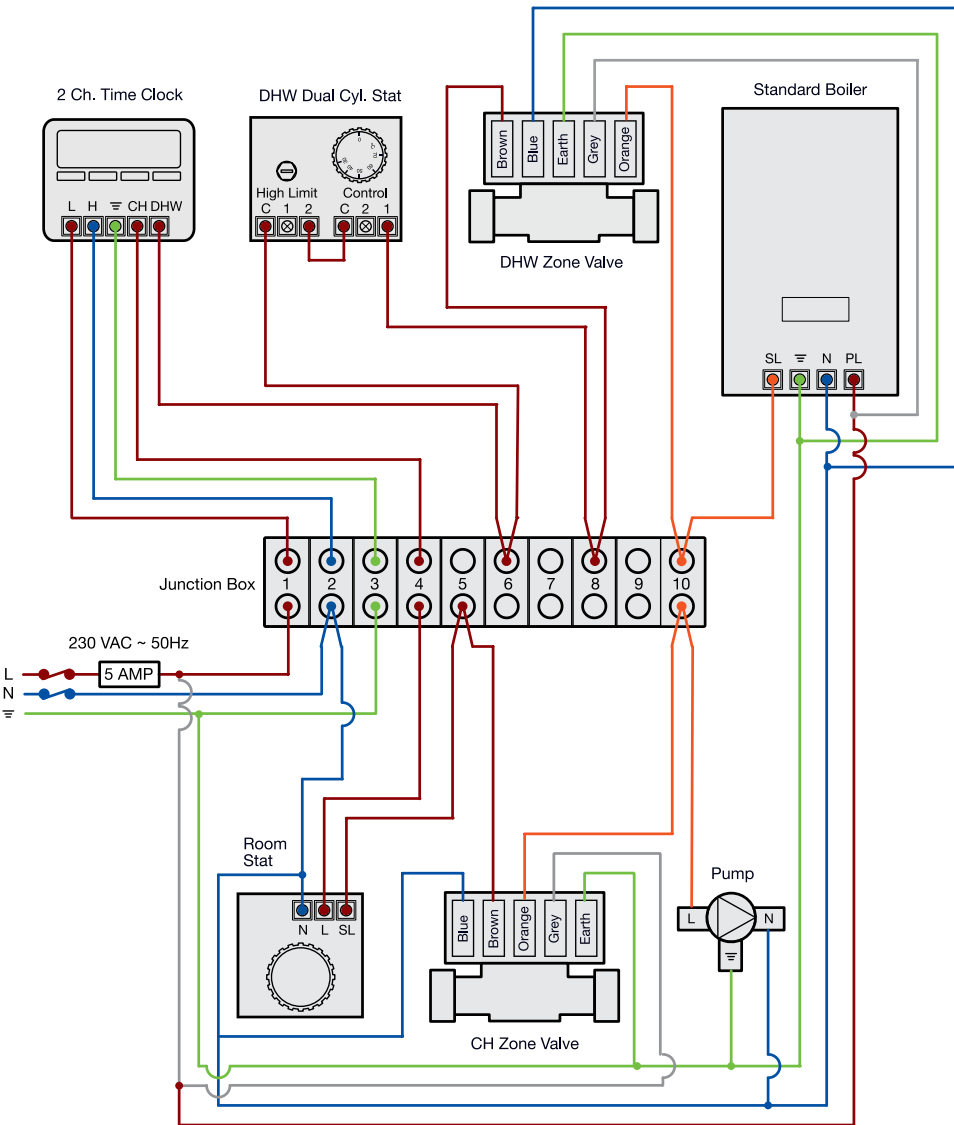 2 Ch. Time Clock
L H CH DHW
DHW Dual Cyl. Stat
High Limit Control
C 1 2 C 2 1
Brown
Blue
Earth
Grey
Orange
DHW Zone Valve
Standard Boiler
SL N PL
Junction Box
1 2 3 4 5 6 7 8 9 10
230 VAC ~ 50Hz
L
5 AMP
N
Room
Stat
N L SL
Blue
Brown
Orange
Grey
Earth
CH Zone Valve
Pump
L N